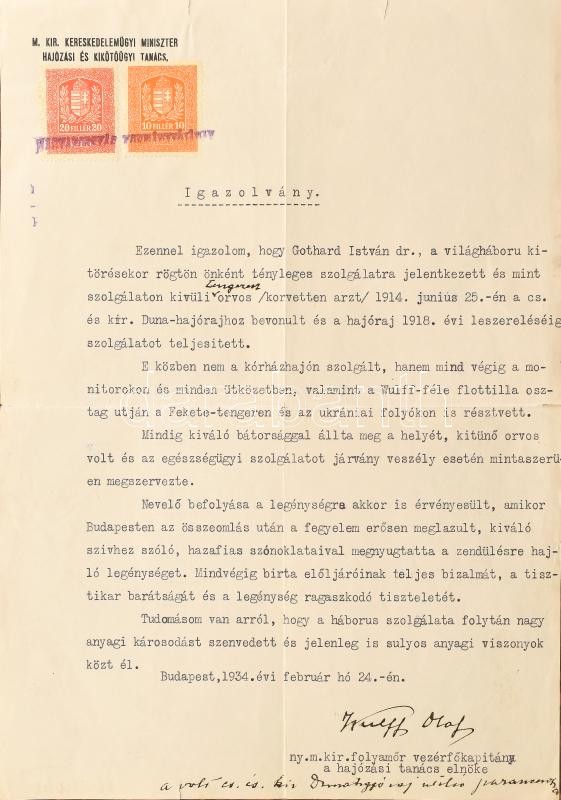 M. KIR. KERESKEDELEMÜGYI MINISZTER
HAJÓZÁSI ÉS KIKÖTŐÜGYI TANÁCS.
20 FILLÉR 20
10 FILLÉR 10
Igazolvány.
Ezennel igazolom, hogy Gothard István dr., a világháboru ki-
törésekor rögtön önként tényleges szolgálatra jelentkezett és mint
tengerész
szolgálaton kivüli orvos /korvetten arzt/ 1914. junius 25.-én a cs.
és kir. Duna-hajórajhoz bevonult és a hajóraj 1918. évi leszereléséig
szolgálatot teljesitett.
E közben nem a kórházhajón szolgált, hanem mind végig a mo-
nitorokon és minden ütközetben, valamint a Wulff-féle flottilla osz-
tag utján a Fekete-tengeren és az ukrániai folyókon is résztvett.
Mindig kiváló bátorsággal állta meg a helyét, kitünő orvos
volt és az egészségügyi szolgálatot járvány veszély esetén mintaszerü-
en megszervezte.
Nevelő befolyása a legénységre akkor is érvényesült, amikor
Budapesten az összeomlás után a fegyelem erősen meglazult, kiváló
szivhez szóló, hazafias szónoklataival megnyugtatta a zendülésre haj-
ló legénységet. Mindvégig birta előljáróinak teljes bizalmát, a tisz-
tikar barátságát és a legénység ragaszkodó tiszteletét.
Tudomásom van arról, hogy a háborus szolgálata folytán nagy
anyagi károsodást szenvedett és jelenleg is sulyos anyagi viszonyok
közt él.
Budapest,1934.évi február hó 24.-én.
Wulff Olaf
ny.m.kir.folyamőr vezérfőkapitány
a hajózási tanács elnöke
a volt cs. és. kir Dunaflottilla utolsó parancsnoka
darabanth